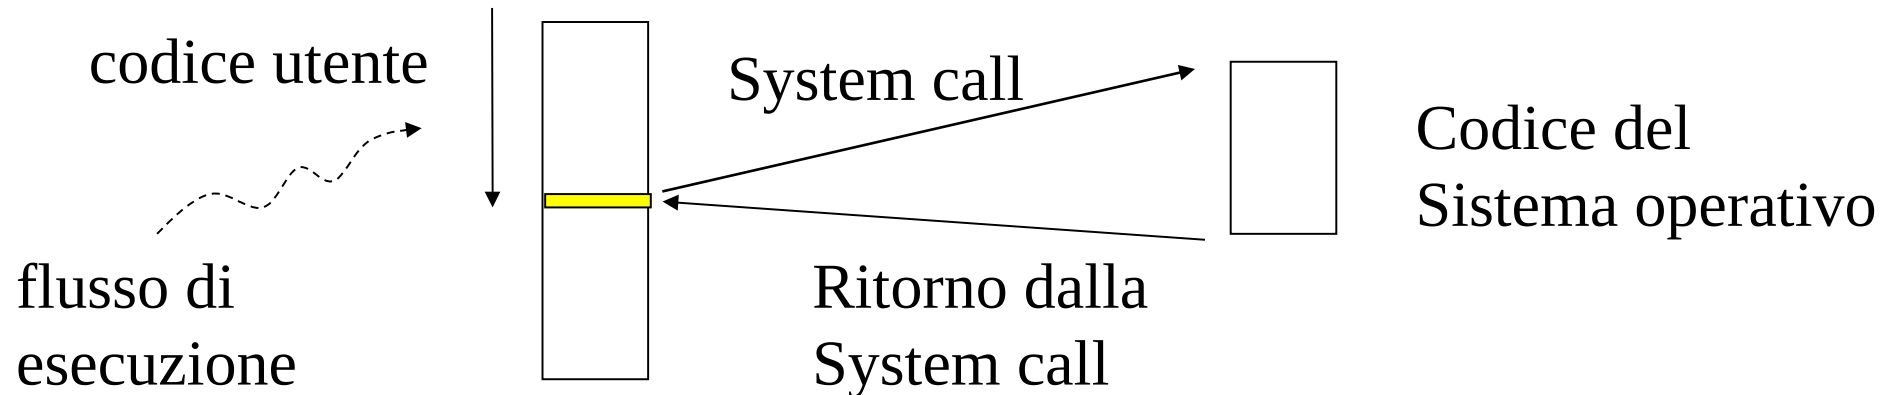 codice utente
System call
Codice del
Sistema operativo
flusso di
esecuzione
Ritorno dalla
System call